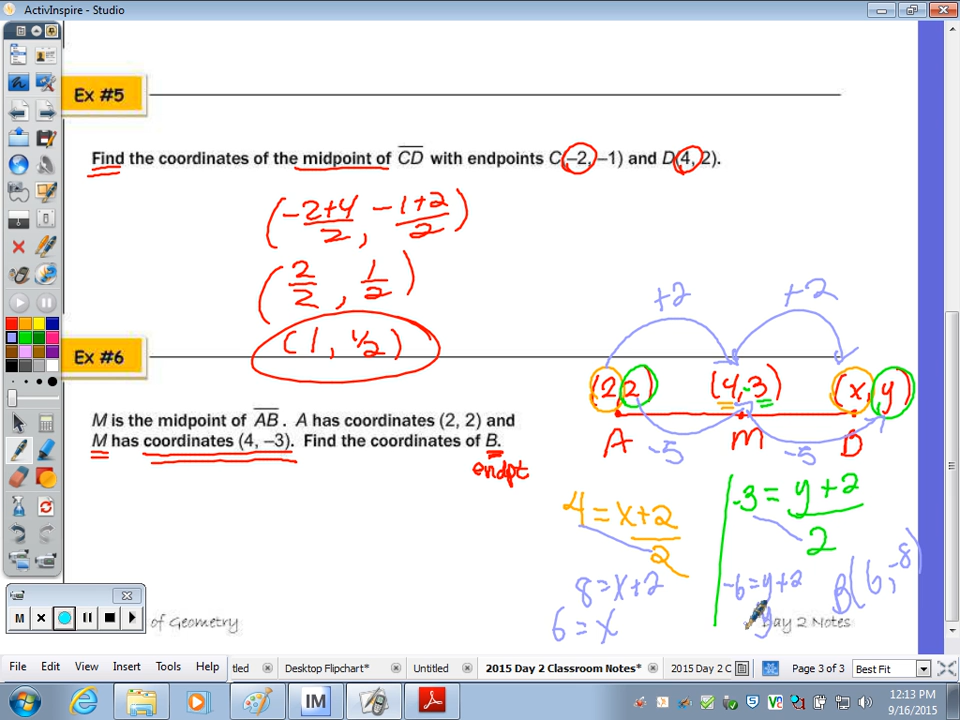 ActivInspire - Studio
Ex #5
Find the coordinates of the midpoint of CD with endpoints C(–2, –1) and D(4, 2).
(-2+4/2, -1+2/2)
(2/2, 1/2)
(1, 1/2)
Ex #6
M is the midpoint of AB. A has coordinates (2, 2) and
M has coordinates (4, –3). Find the coordinates of B.
endpt
+2 +2
(2,2) (4,-3) (x,y)
A -5 M -5 B
4 = x+2/2
8 = x+2
6 = x
-3 = y+2/2
-6 = y+2
y
B(6,-8)
of Geometry
Day 2 Notes
File Edit View Insert Tools Help
tled Desktop Flipchart* Untitled 2015 Day 2 Classroom Notes* 2015 Day 2 C
Page 3 of 3 Best Fit
IM
12:13 PM
9/16/2015